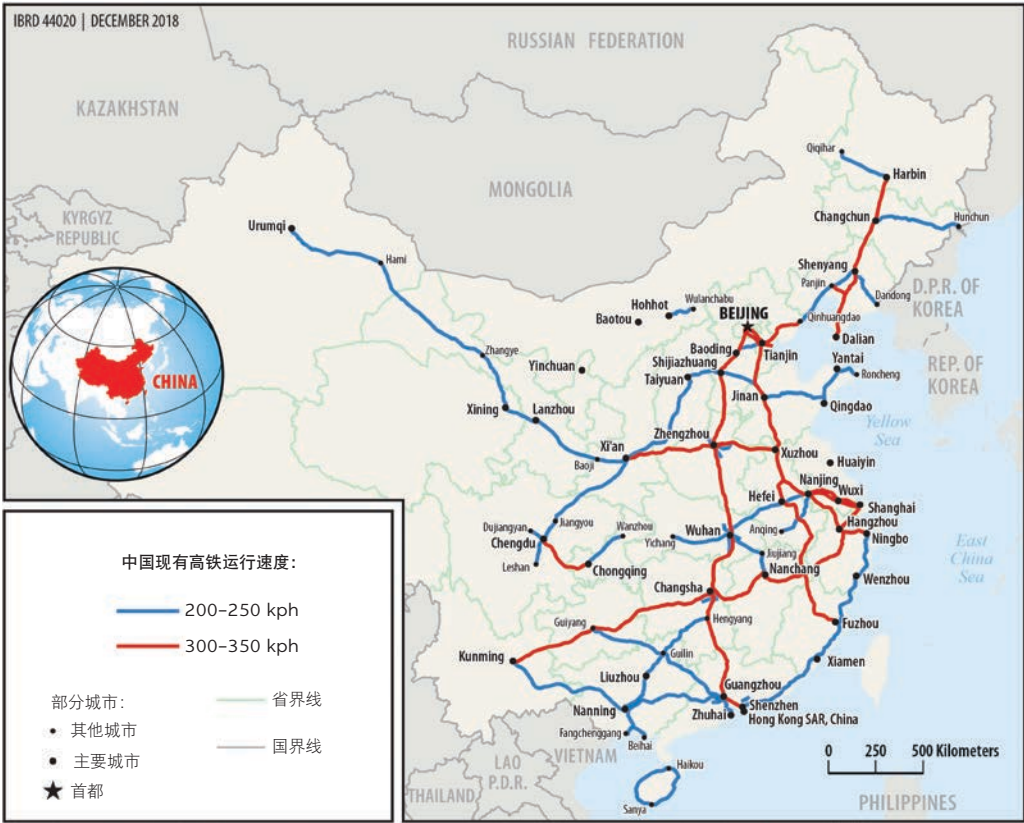 IBRD 44020 | DECEMBER 2018
RUSSIAN FEDERATION
KAZAKHSTAN
MONGOLIA
KYRGYZ
REPUBLIC
Qiqihar
Harbin
Changchun
Hunchun
Urumqi
Hami
Shenyang
Panjin
Dandong
D.P.R. OF
KOREA
Hohhot
Wulanchabu
Baotou
BEIJING
Qinhuangdao
Dalian
Zhangye
Yinchuan
Baoding
Tianjin
Shijiazhuang
Taiyuan
Yantai
Roncheng
REP. OF
KOREA
CHINA
Xining
Lanzhou
Jinan
Qingdao
Yellow
Sea
Xi'an
Baoji
Zhengzhou
Xuzhou
Huaiyin
Nanjing
Wuxi
Hefei
Shanghai
Hangzhou
Ningbo
Dujiangyan
Jiangyou
Wanzhou
Chengdu
Yichang
Wuhan
Anqing
Leshan
Chongqing
Jiujiang
Nanchang
East
China
Sea
Wenzhou
Changsha
Hengyang
Fuzhou
Guiyang
Kunming
Guilin
Xiamen
Liuzhou
Guangzhou
Shenzhen
Nanning
Zhuhai
Hong Kong SAR, China
Fangchenggang
Beihai
VIETNAM
LAO
P.D.R.
THAILAND
Haikou
Sanya
PHILIPPINES
0 250 500 Kilometers
中国现有高铁运行速度：
200–250 kph
300–350 kph
部分城市：
其他城市
主要城市
首都
省界线
国界线